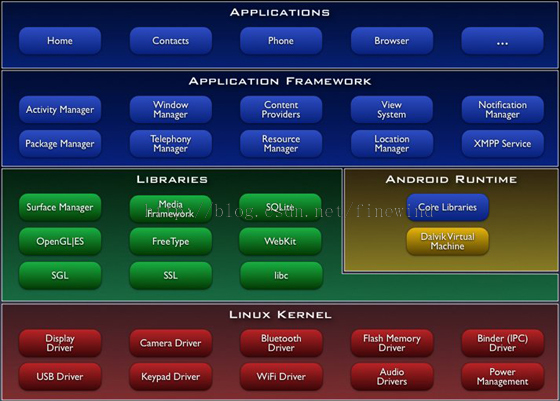 APPLICATIONS
Home Contacts Phone Browser ...
APPLICATION FRAMEWORK
Activity Manager Window Manager Content Providers View System Notification Manager
Package Manager Telephony Manager Resource Manager Location Manager XMPP Service
LIBRARIES
Surface Manager Media Framework SQLite
OpenGL|ES FreeType WebKit
SGL SSL libc
ANDROID RUNTIME
Core Libraries
Dalvik Virtual Machine
LINUX KERNEL
Display Driver Camera Driver Bluetooth Driver Flash Memory Driver Binder (IPC) Driver
USB Driver Keypad Driver WiFi Driver Audio Drivers Power Management
http://blog.csdn.net/finewind